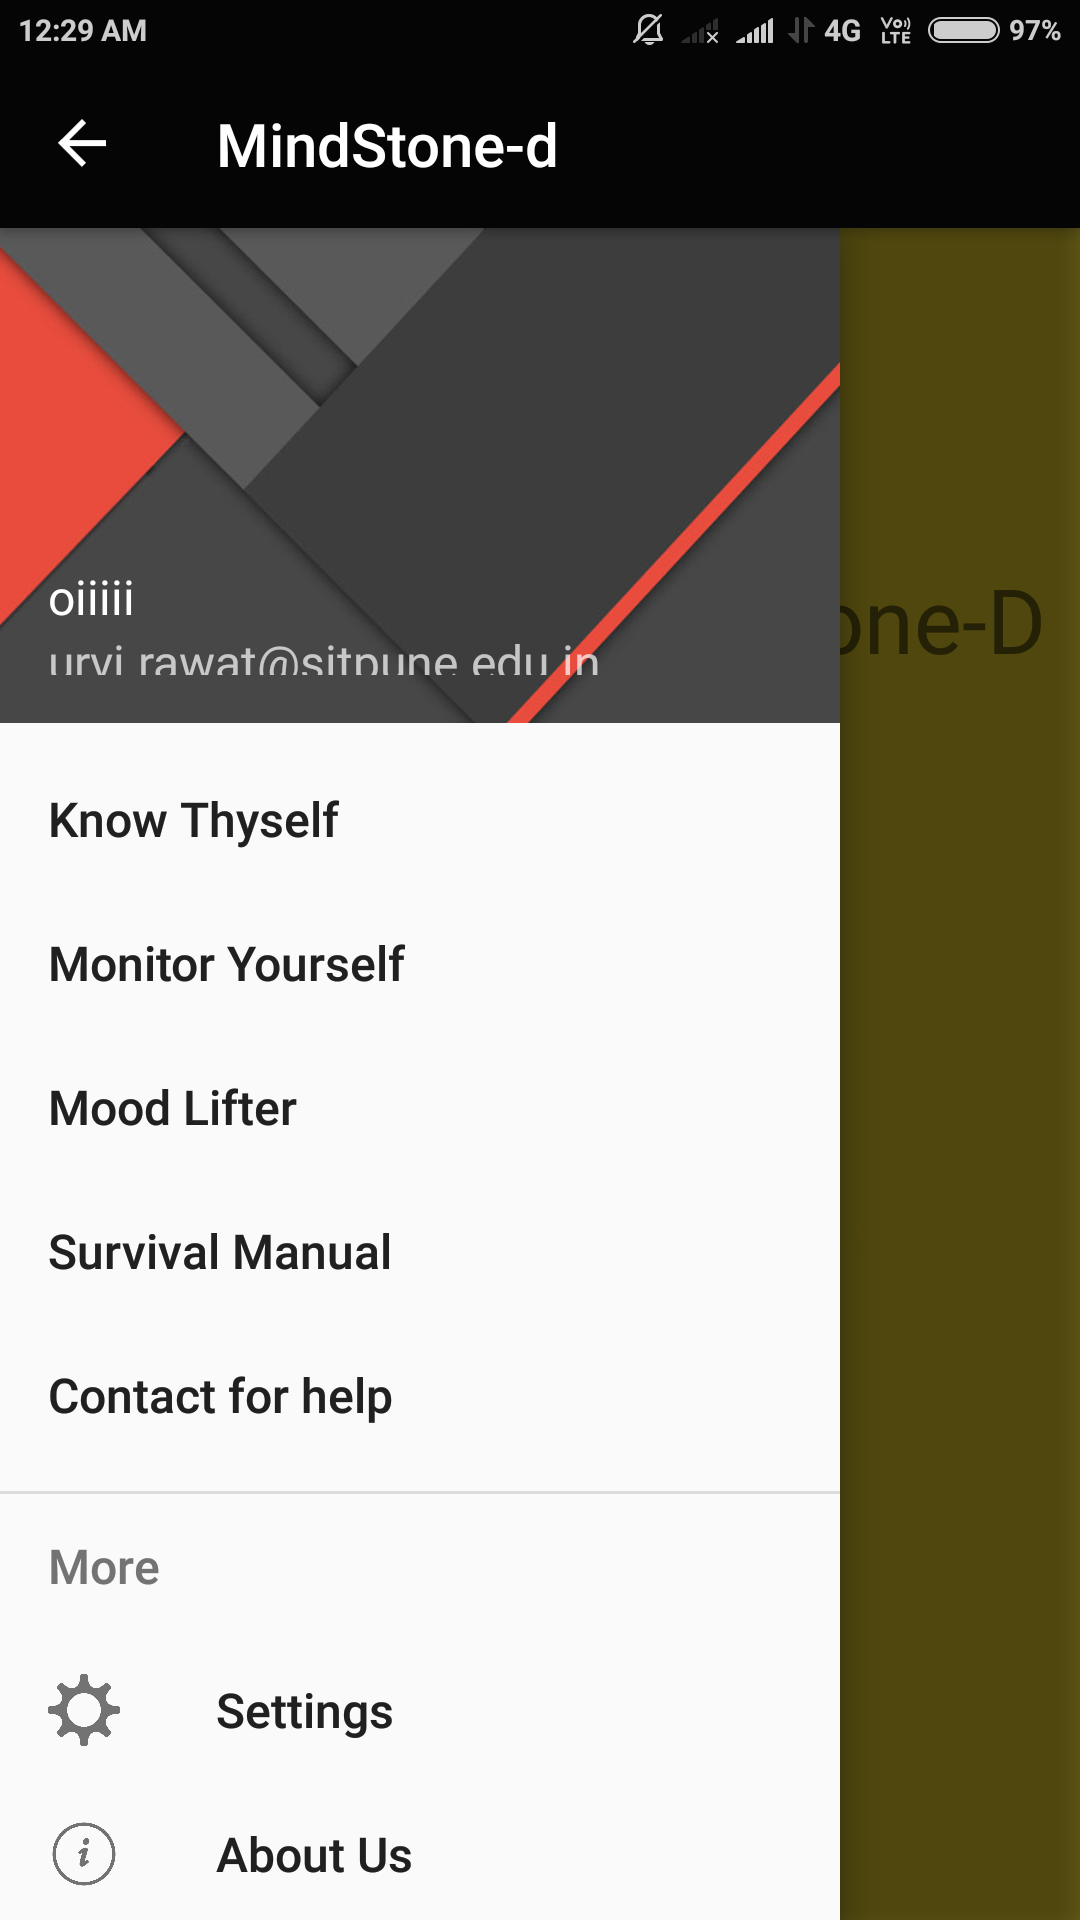 12:29 AM 4G VoLTE 97%
MindStone-d
oiiiii
urvi.rawat@sitpune.edu.in
one-D
Know Thyself
Monitor Yourself
Mood Lifter
Survival Manual
Contact for help
More
Settings
About Us